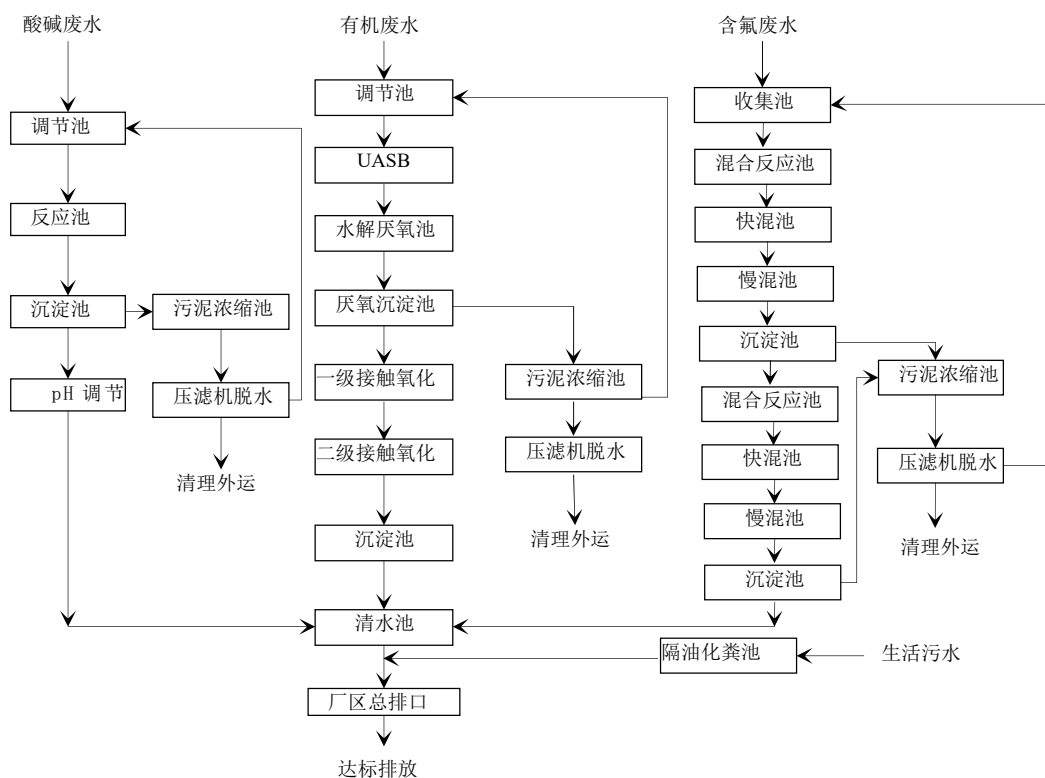 酸碱废水
有机废水
含氟废水
调节池
调节池
收集池
UASB
混合反应池
反应池
水解厌氧池
快混池
慢混池
沉淀池
污泥浓缩池
厌氧沉淀池
沉淀池
pH 调节
压滤机脱水
一级接触氧化
污泥浓缩池
混合反应池
污泥浓缩池
清理外运
二级接触氧化
压滤机脱水
快混池
压滤机脱水
沉淀池
清理外运
慢混池
清理外运
沉淀池
清水池
隔油化粪池
生活污水
厂区总排口
达标排放